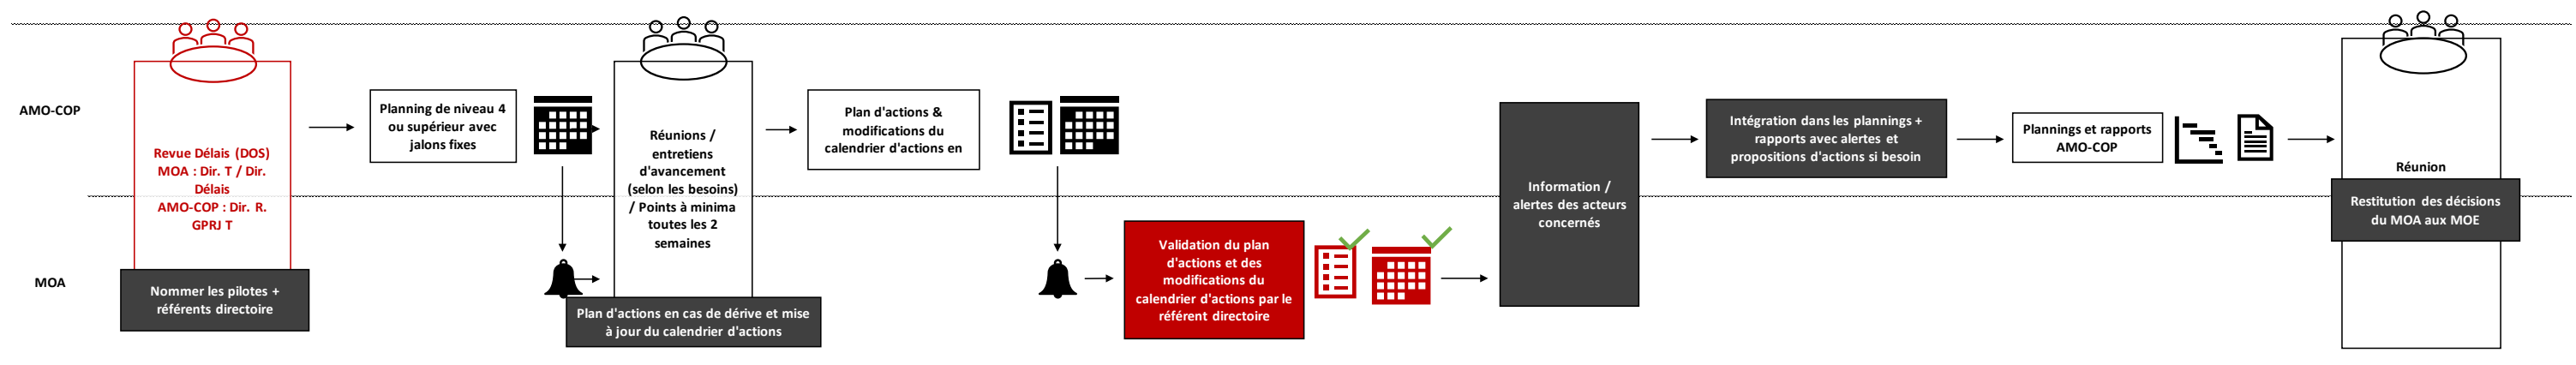 AMO-COP
MOA
Revue Délais (DOS)
MOA : Dir. T / Dir.
Délais
AMO-COP : Dir. R.
GPRJ T
Nommer les pilotes +
référents directoire
Planning de niveau 4
ou supérieur avec
jalons fixes
Réunions /
entretiens
d'avancement
(selon les besoins)
/ Points à minima
toutes les 2
semaines
Plan d'actions en cas de dérive et mise
à jour du calendrier d'actions
Plan d'actions &
modifications du
calendrier d'actions en
Validation du plan
d'actions et des
modifications du
calendrier d'actions par le
référent directoire
Information /
alertes des acteurs
concernés
Intégration dans les plannings +
rapports avec alertes et
propositions d'actions si besoin
Plannings et rapports
AMO-COP
Réunion
Restitution des décisions
du MOA aux MOE